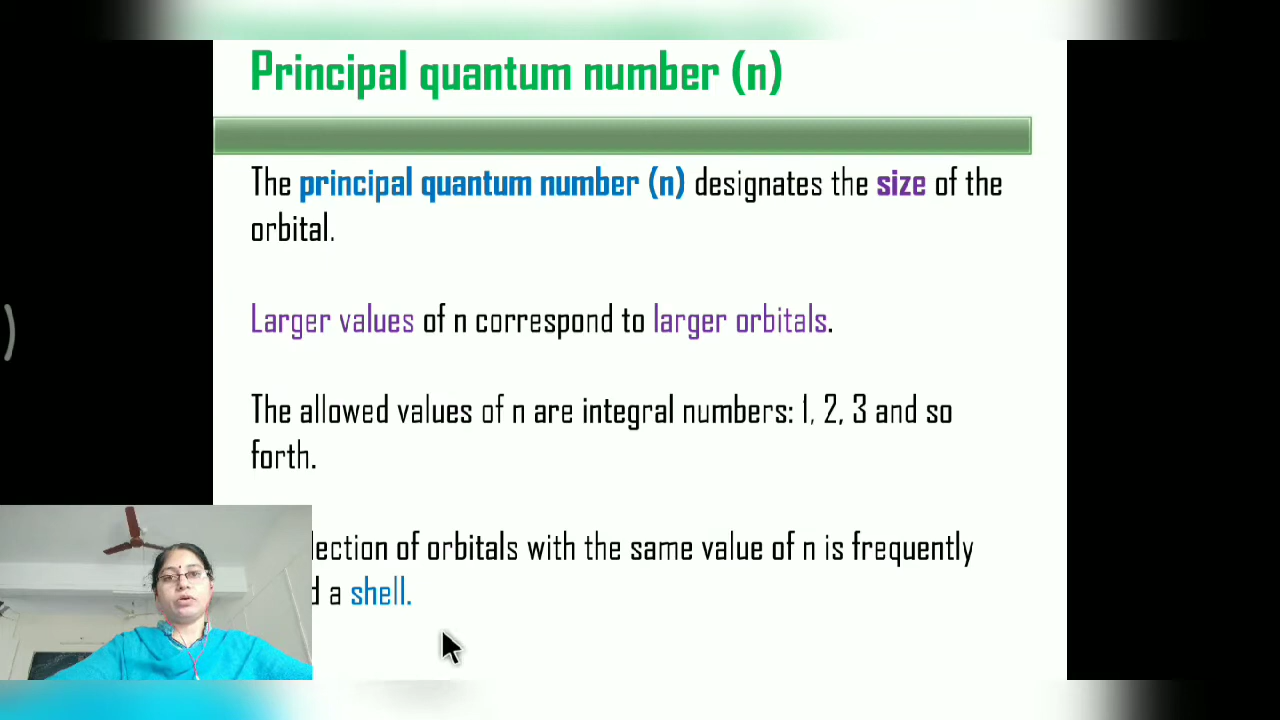 Principal quantum number (n)
The principal quantum number (n) designates the size of the
orbital.
Larger values of n correspond to larger orbitals.
The allowed values of n are integral numbers: 1, 2, 3 and so
forth.
lection of orbitals with the same value of n is frequently
d a shell.